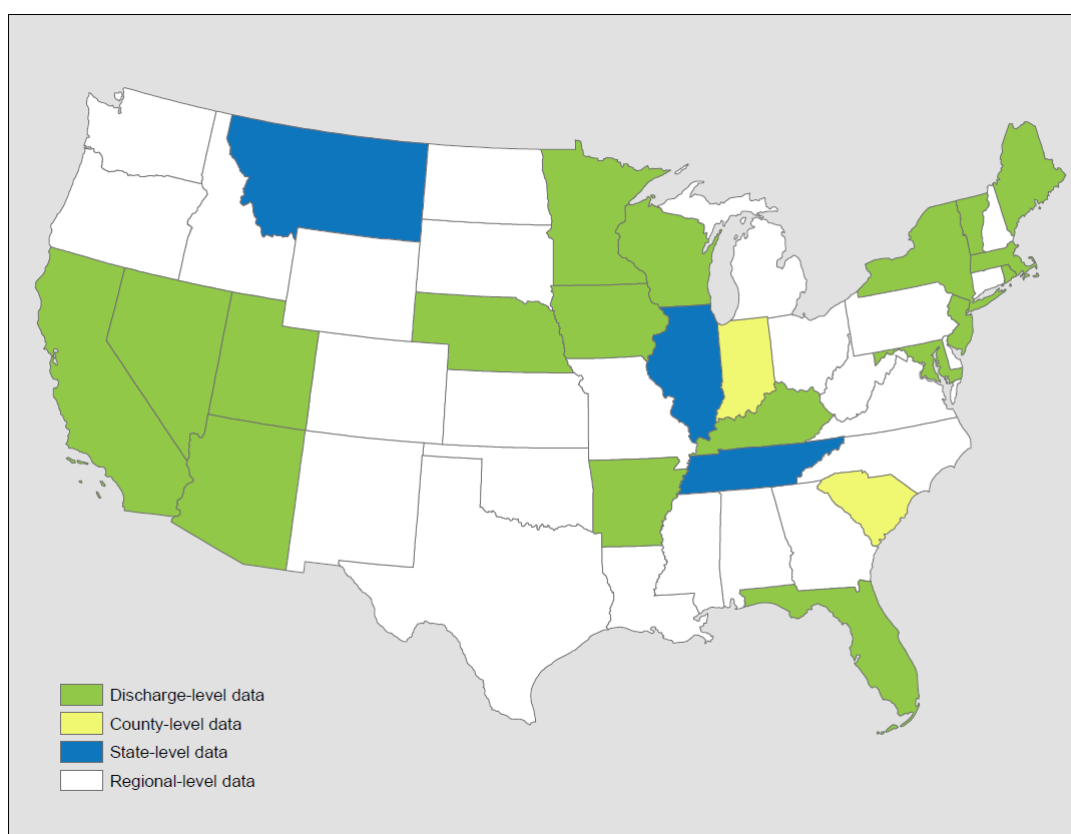 Discharge-level data
County-level data
State-level data
Regional-level data